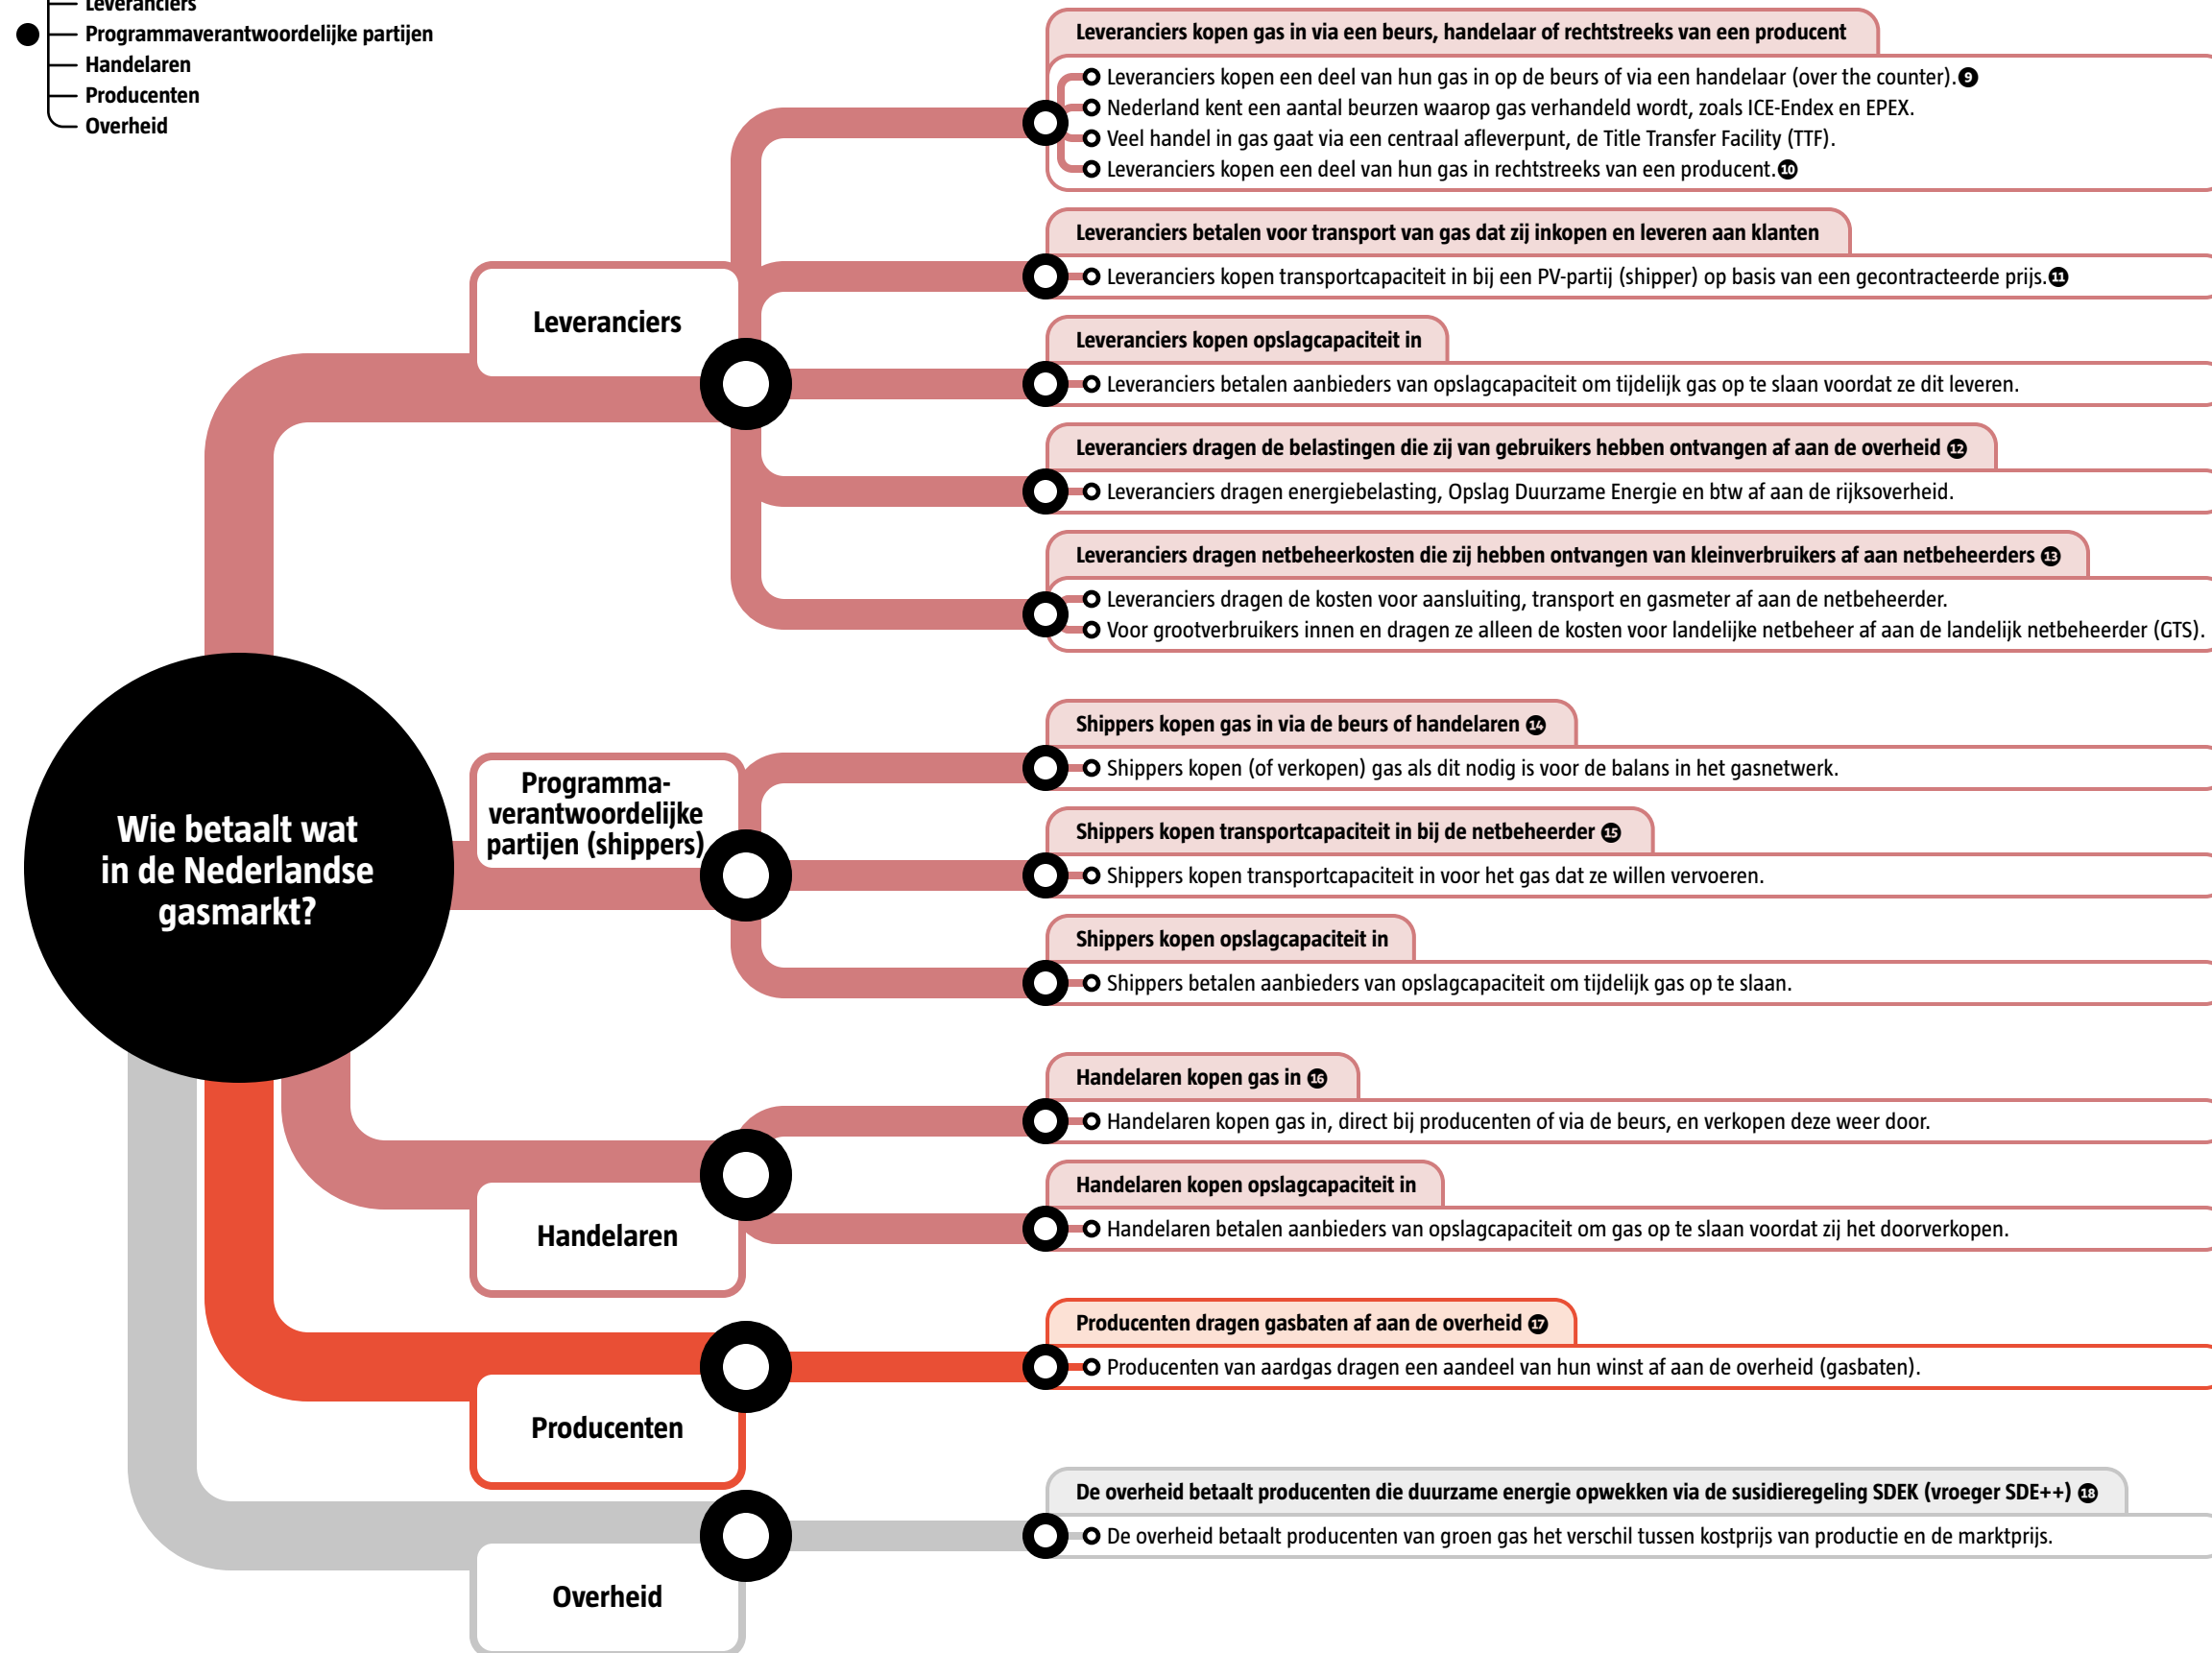 Leveranciers
Programmaverantwoordelijke partijen
Handelaren
Producenten
Overheid
Wie betaalt wat
in de Nederlandse
gasmarkt?
Leveranciers
Leveranciers kopen gas in via een beurs, handelaar of rechtstreeks van een producent
Leveranciers kopen een deel van hun gas in op de beurs of via een handelaar (over the counter). 9
Nederland kent een aantal beurzen waarop gas verhandeld wordt, zoals ICE-Endex en EPEX.
Veel handel in gas gaat via een centraal afleverpunt, de Title Transfer Facility (TTF).
Leveranciers kopen een deel van hun gas in rechtstreeks van een producent. 10
Leveranciers betalen voor transport van gas dat zij inkopen en leveren aan klanten
Leveranciers kopen transportcapaciteit in bij een PV-partij (shipper) op basis van een gecontracteerde prijs. 11
Leveranciers kopen opslagcapaciteit in
Leveranciers betalen aanbieders van opslagcapaciteit om tijdelijk gas op te slaan voordat ze dit leveren.
Leveranciers dragen de belastingen die zij van gebruikers hebben ontvangen af aan de overheid 12
Leveranciers dragen energiebelasting, Opslag Duurzame Energie en btw af aan de rijksoverheid.
Leveranciers dragen netbeheerkosten die zij hebben ontvangen van kleinverbruikers af aan netbeheerders 13
Leveranciers dragen de kosten voor aansluiting, transport en gasmeter af aan de netbeheerder.
Voor grootverbruikers innen en dragen ze alleen de kosten voor landelijke netbeheer af aan de landelijk netbeheerder (GTS).
Programma-
verantwoordelijke
partijen (shippers)
Shippers kopen gas in via de beurs of handelaren 14
Shippers kopen (of verkopen) gas als dit nodig is voor de balans in het gasnetwerk.
Shippers kopen transportcapaciteit in bij de netbeheerder 15
Shippers kopen transportcapaciteit in voor het gas dat ze willen vervoeren.
Shippers kopen opslagcapaciteit in
Shippers betalen aanbieders van opslagcapaciteit om tijdelijk gas op te slaan.
Handelaren
Handelaren kopen gas in 16
Handelaren kopen gas in, direct bij producenten of via de beurs, en verkopen deze weer door.
Handelaren kopen opslagcapaciteit in
Handelaren betalen aanbieders van opslagcapaciteit om gas op te slaan voordat zij het doorverkopen.
Producenten
Producenten dragen gasbaten af aan de overheid 17
Producenten van aardgas dragen een aandeel van hun winst af aan de overheid (gasbaten).
Overheid
De overheid betaalt producenten die duurzame energie opwekken via de susidieregeling SDEK (vroeger SDE++) 18
De overheid betaalt producenten van groen gas het verschil tussen kostprijs van productie en de marktprijs.